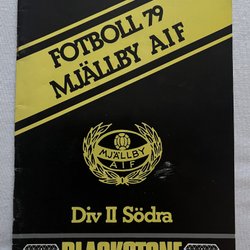 FOTBOLL 79
MJÄLLBY AIF
MJÄLLBY
AIF
Div II Södra
BLACKSTONE